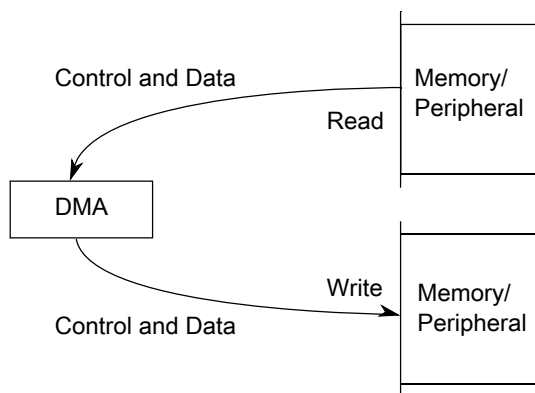 Control and Data
Memory/
Peripheral
Read
DMA
Write
Memory/
Peripheral
Control and Data